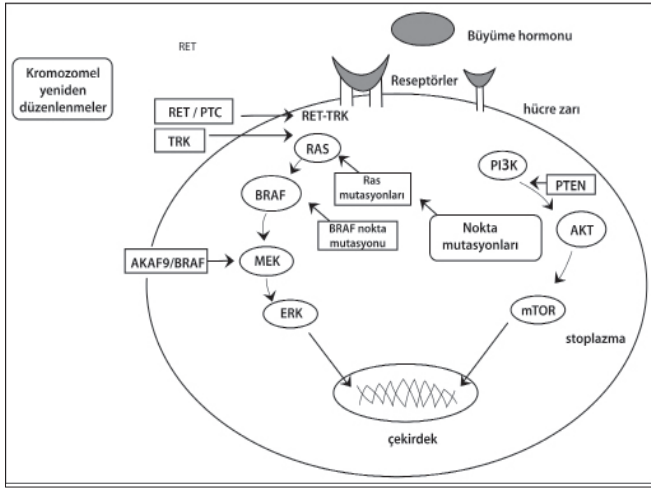 Büyüme hormonu
RET
Kromozomel
yeniden
düzenlenmeler
Reseptörler
hücre zarı
RET / PTC
RET-TRK
TRK
RAS
PI3K
Ras
mutasyonları
PTEN
BRAF
BRAF nokta
mutasyonu
Nokta
mutasyonları
AKT
AKAF9/BRAF
MEK
ERK
mTOR
stoplazma
çekirdek